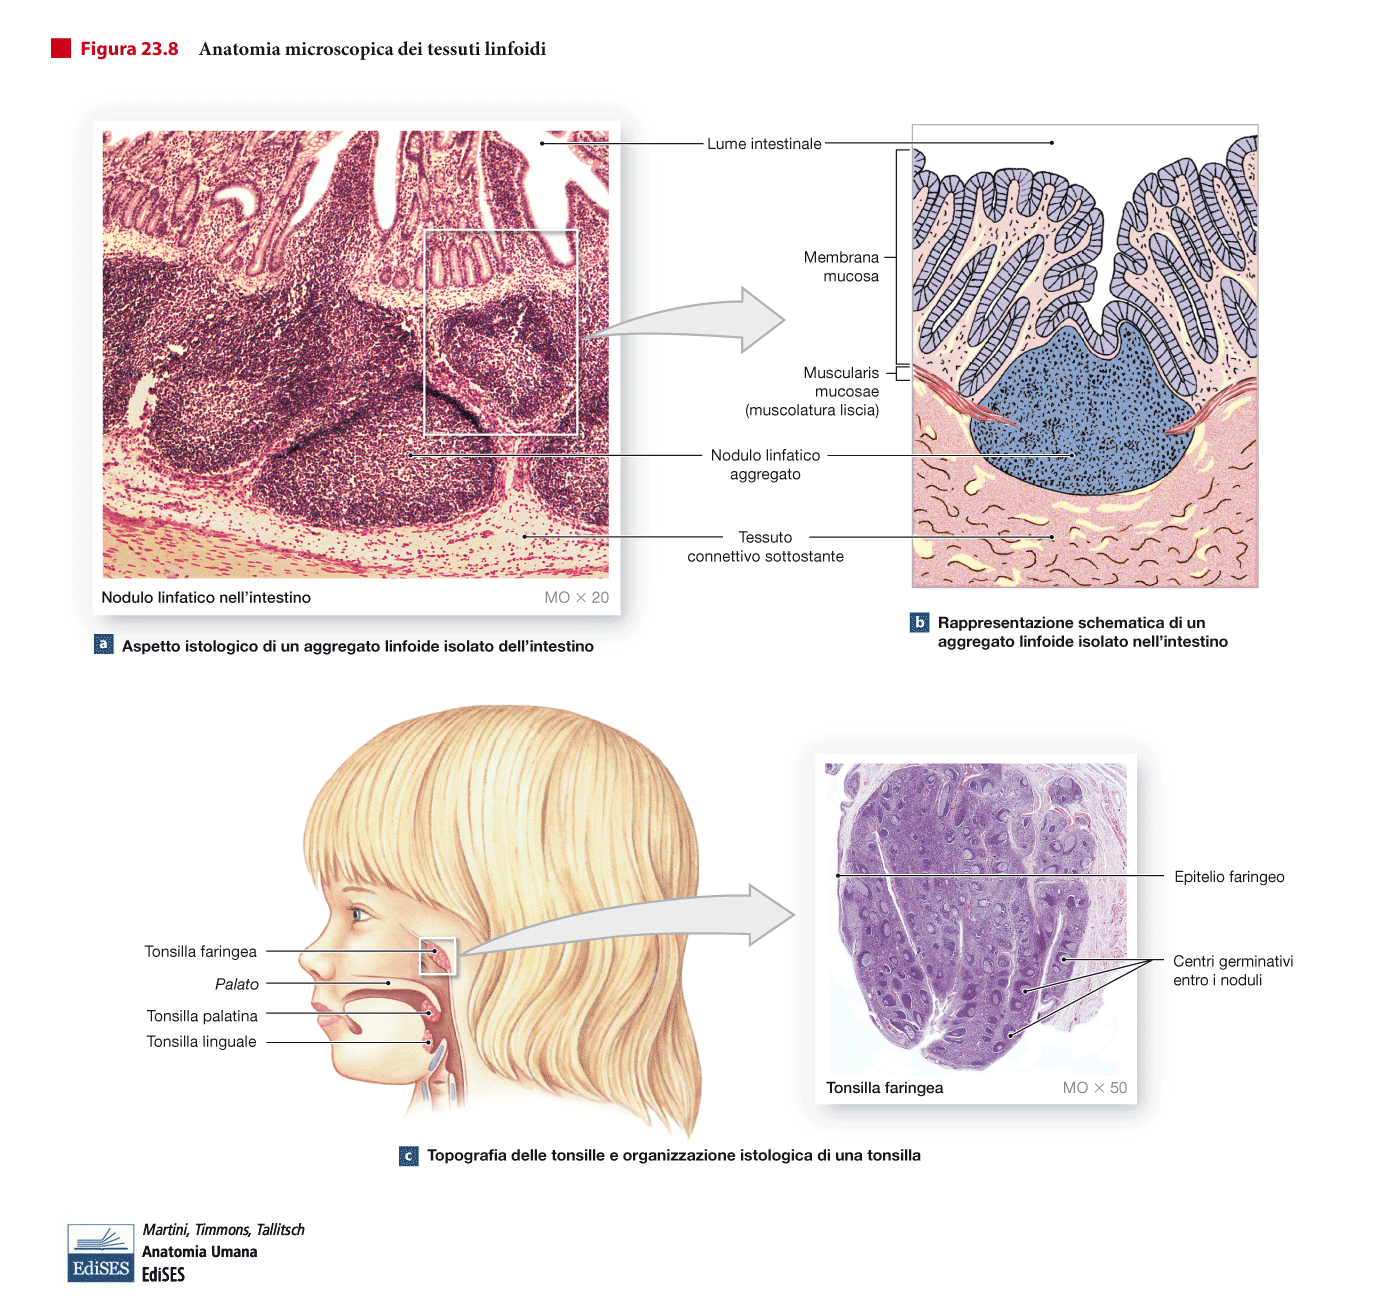 Figura 23.8 Anatomia microscopica dei tessuti linfoidi
Lume intestinale
Membrana
mucosa
Muscularis
mucosae
(muscolatura liscia)
Nodulo linfatico
aggregato
Tessuto
connettivo sottostante
Nodulo linfatico nell'intestino MO × 20
a Aspetto istologico di un aggregato linfoide isolato dell'intestino
b Rappresentazione schematica di un
aggregato linfoide isolato nell'intestino
Tonsilla faringea
Palato
Tonsilla palatina
Tonsilla linguale
Epitelio faringeo
Centri germinativi
entro i noduli
Tonsilla faringea MO × 50
c Topografia delle tonsille e organizzazione istologica di una tonsilla
EdiSES
Martini, Timmons, Tallitsch
Anatomia Umana
EdiSES